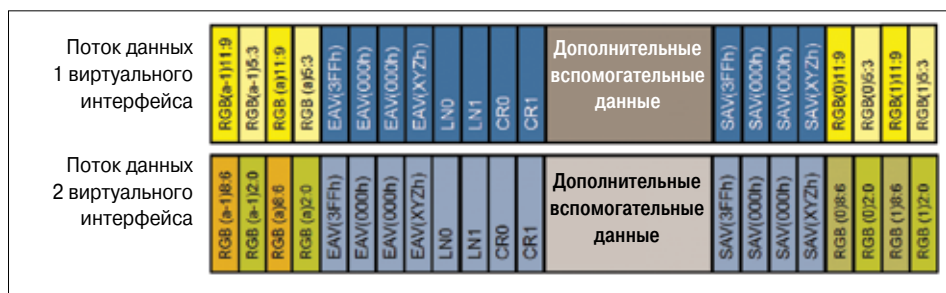 Поток данных
1 виртуального
интерфейса
RGB(a-1)11:9
RGB(a-1)5:3
RGB (a)11:9
RGB (a)5:3
EAV(3FFh)
EAV(000h)
EAV(000h)
EAV(XYZh)
LN0
LN1
CR0
CR1
Дополнительные
вспомогательные
данные
SAV(3FFh)
SAV(000h)
SAV(000h)
SAV(XYZh)
RGB(0)11:9
RGB(0)5:3
RGB(1)11:9
RGB(1)5:3
Поток данных
2 виртуального
интерфейса
RGB (a-1)8:6
RGB (a-1)2:0
RGB (a)8:6
RGB (a)2:0
EAV(3FFh)
EAV(000h)
EAV(000h)
EAV(XYZh)
LN0
LN1
CR0
CR1
Дополнительные
вспомогательные
данные
SAV(3FFh)
SAV(000h)
SAV(000h)
SAV(XYZh)
RGB (0)8:6
RGB (0)2:0
RGB (1)8:6
RGB (1)2:0